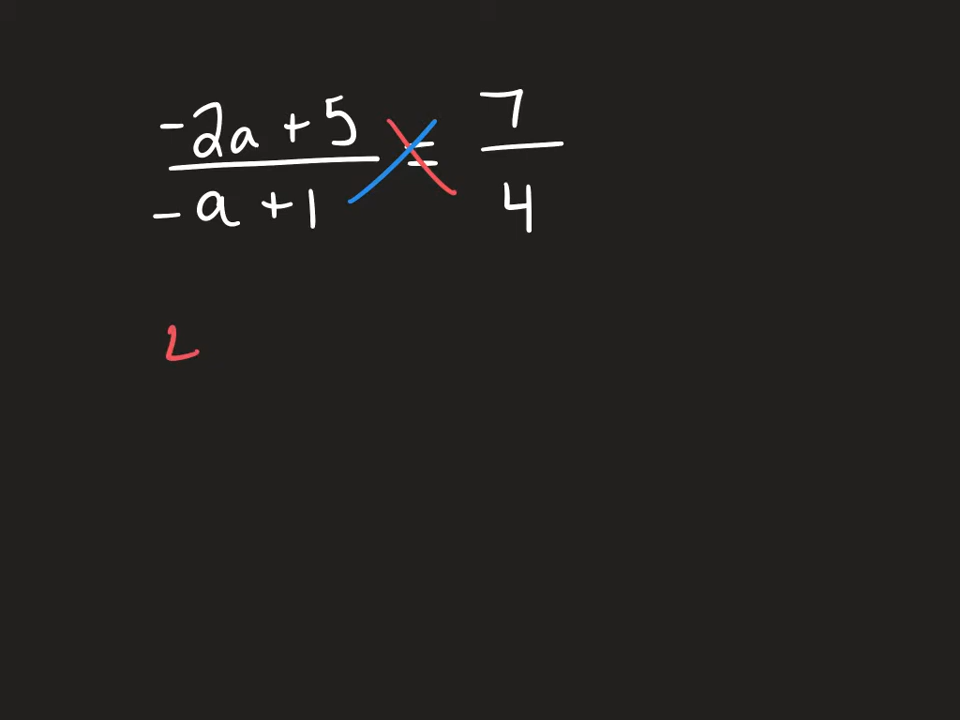 -2a + 5 = 7
-a + 1 4